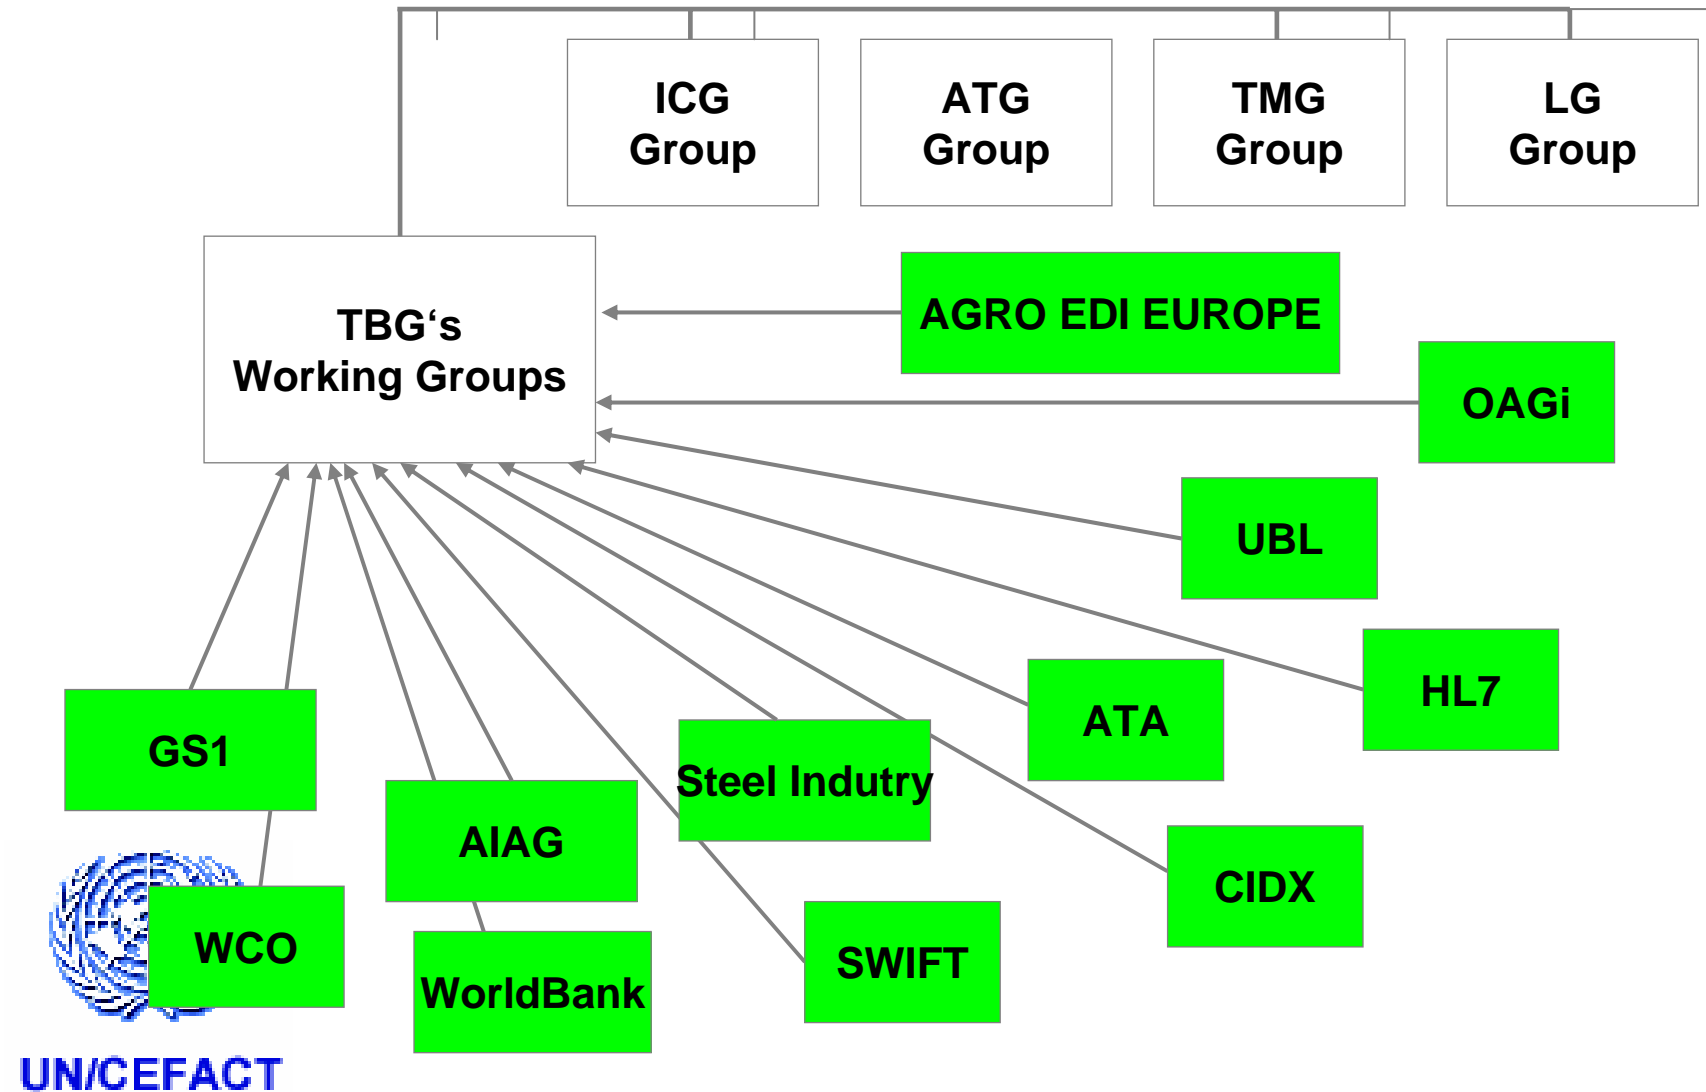 ICG
Group
ATG
Group
TMG
Group
LG
Group
TBG‘s
Working Groups
AGRO EDI EUROPE
OAGi
UBL
HL7
ATA
GS1
Steel Indutry
AIAG
CIDX
WCO
SWIFT
WorldBank
UN/CEFACT